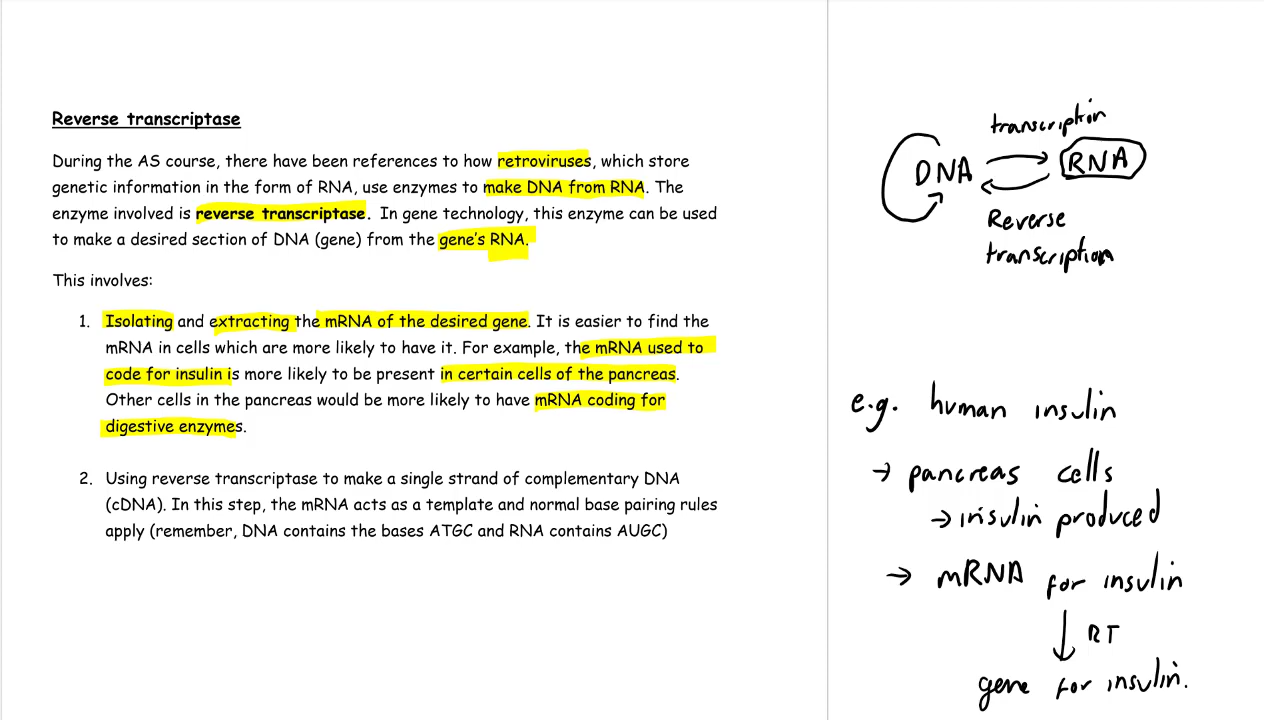 Reverse transcriptase
During the AS course, there have been references to how retroviruses, which store
genetic information in the form of RNA, use enzymes to make DNA from RNA. The
enzyme involved is reverse transcriptase. In gene technology, this enzyme can be used
to make a desired section of DNA (gene) from the gene's RNA.
This involves:
1. Isolating and extracting the mRNA of the desired gene. It is easier to find the
mRNA in cells which are more likely to have it. For example, the mRNA used to
code for insulin is more likely to be present in certain cells of the pancreas.
Other cells in the pancreas would be more likely to have mRNA coding for
digestive enzymes.
2. Using reverse transcriptase to make a single strand of complementary DNA
(cDNA). In this step, the mRNA acts as a template and normal base pairing rules
apply (remember, DNA contains the bases ATGC and RNA contains AUGC)
transcription
DNA RNA
Reverse
transcription
e.g. human insulin
→ pancreas cells
→ insulin produced
→ mRNA for insulin
↓ RT
gene for insulin.